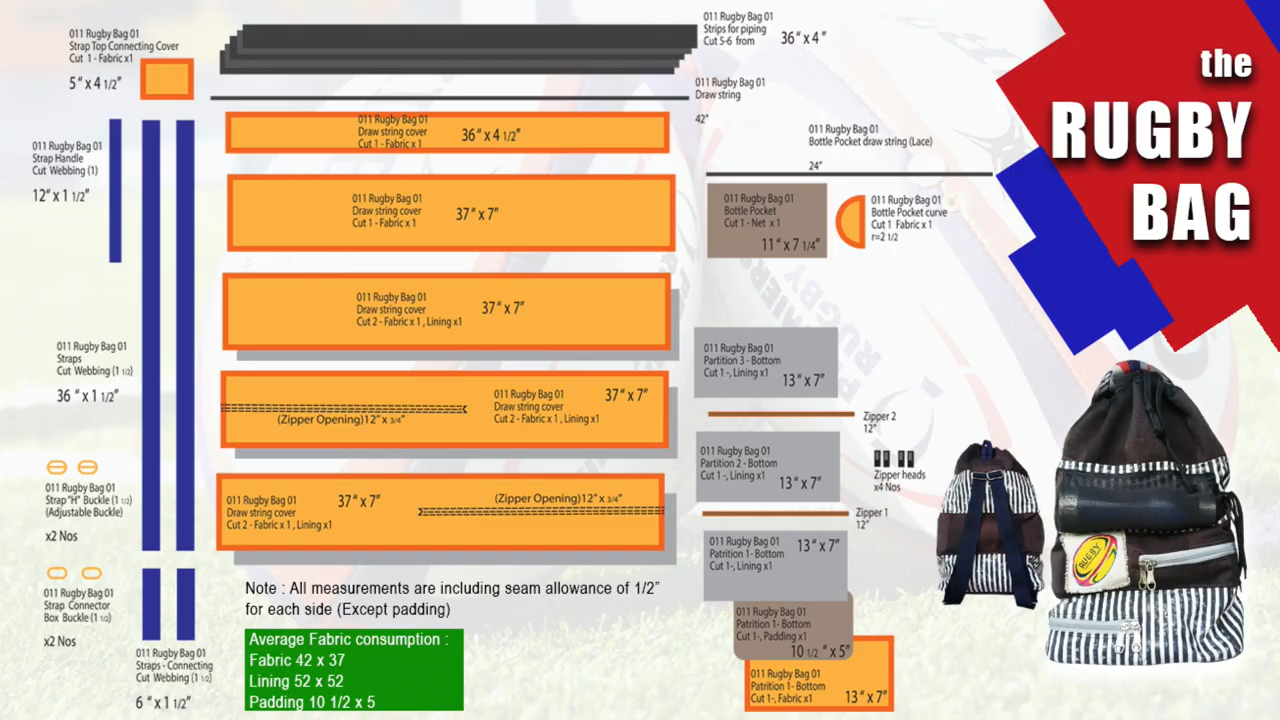 011 Rugby Bag 01
Strap Top Connecting Cover
Cut 1 - Fabric x1
5" x 4 1/2"
011 Rugby Bag 01
Strap Handle
Cut Webbing (1)
12" x 1 1/2"
011 Rugby Bag 01
Straps
Cut Webbing (1 1/2)
36 " x 1 1/2"
011 Rugby Bag 01
Strap "H" Buckle (1 1/2)
(Adjustable Buckle)
x2 Nos
011 Rugby Bag 01
Strap Connector
Box Buckle (1 1/2)
x2 Nos
011 Rugby Bag 01
Straps - Connecting
Cut Webbing (1 1/2)
6 " x 1 1/2"
011 Rugby Bag 01
Strips for piping
Cut 5-6 from
36 " x 4 "
011 Rugby Bag 01
Draw string
42"
011 Rugby Bag 01
Draw string cover
Cut 1 - Fabric x 1
36 " x 4 1/2"
011 Rugby Bag 01
Draw string cover
Cut 1 - Fabric x 1
37 " x 7"
011 Rugby Bag 01
Draw string cover
Cut 2 - Fabric x 1 , Lining x1
37 " x 7"
(Zipper Opening)12" x 3/4"
011 Rugby Bag 01
Draw string cover
Cut 2 - Fabric x 1 , Lining x1
37 " x 7"
011 Rugby Bag 01
Draw string cover
Cut 2 - Fabric x 1 , Lining x1
37 " x 7"
(Zipper Opening)12" x 3/4"
Note : All measurements are including seam allowance of 1/2"
for each side (Except padding)
Average Fabric consumption :
Fabric 42 x 37
Lining 52 x 52
Padding 10 1/2 x 5
011 Rugby Bag 01
Bottle Pocket draw string (Lace)
24"
011 Rugby Bag 01
Bottle Pocket
Cut 1 - Net x 1
11" x 7 1/4"
011 Rugby Bag 01
Bottle Pocket curve
Cut 1 Fabric x 1
r=2 1/2
011 Rugby Bag 01
Partition 3 - Bottom
Cut 1 -, Lining x1
13" x 7"
Zipper 2
12"
011 Rugby Bag 01
Partition 2 - Bottom
Cut 1 -, Lining x1
13 " x 7"
Zipper heads
x4 Nos
Zipper 1
12"
011 Rugby Bag 01
Patrition 1- Bottom
Cut 1-, Lining x1
13 " x 7"
011 Rugby Bag 01
Patrition 1- Bottom
Cut 1-, Padding x1
10 1/2 " x 5"
011 Rugby Bag 01
Patrition 1- Bottom
Cut 1-, Fabric x1
13" x 7"
the
RUGBY
BAG
RUGBY
PREMIERS
RUGBY